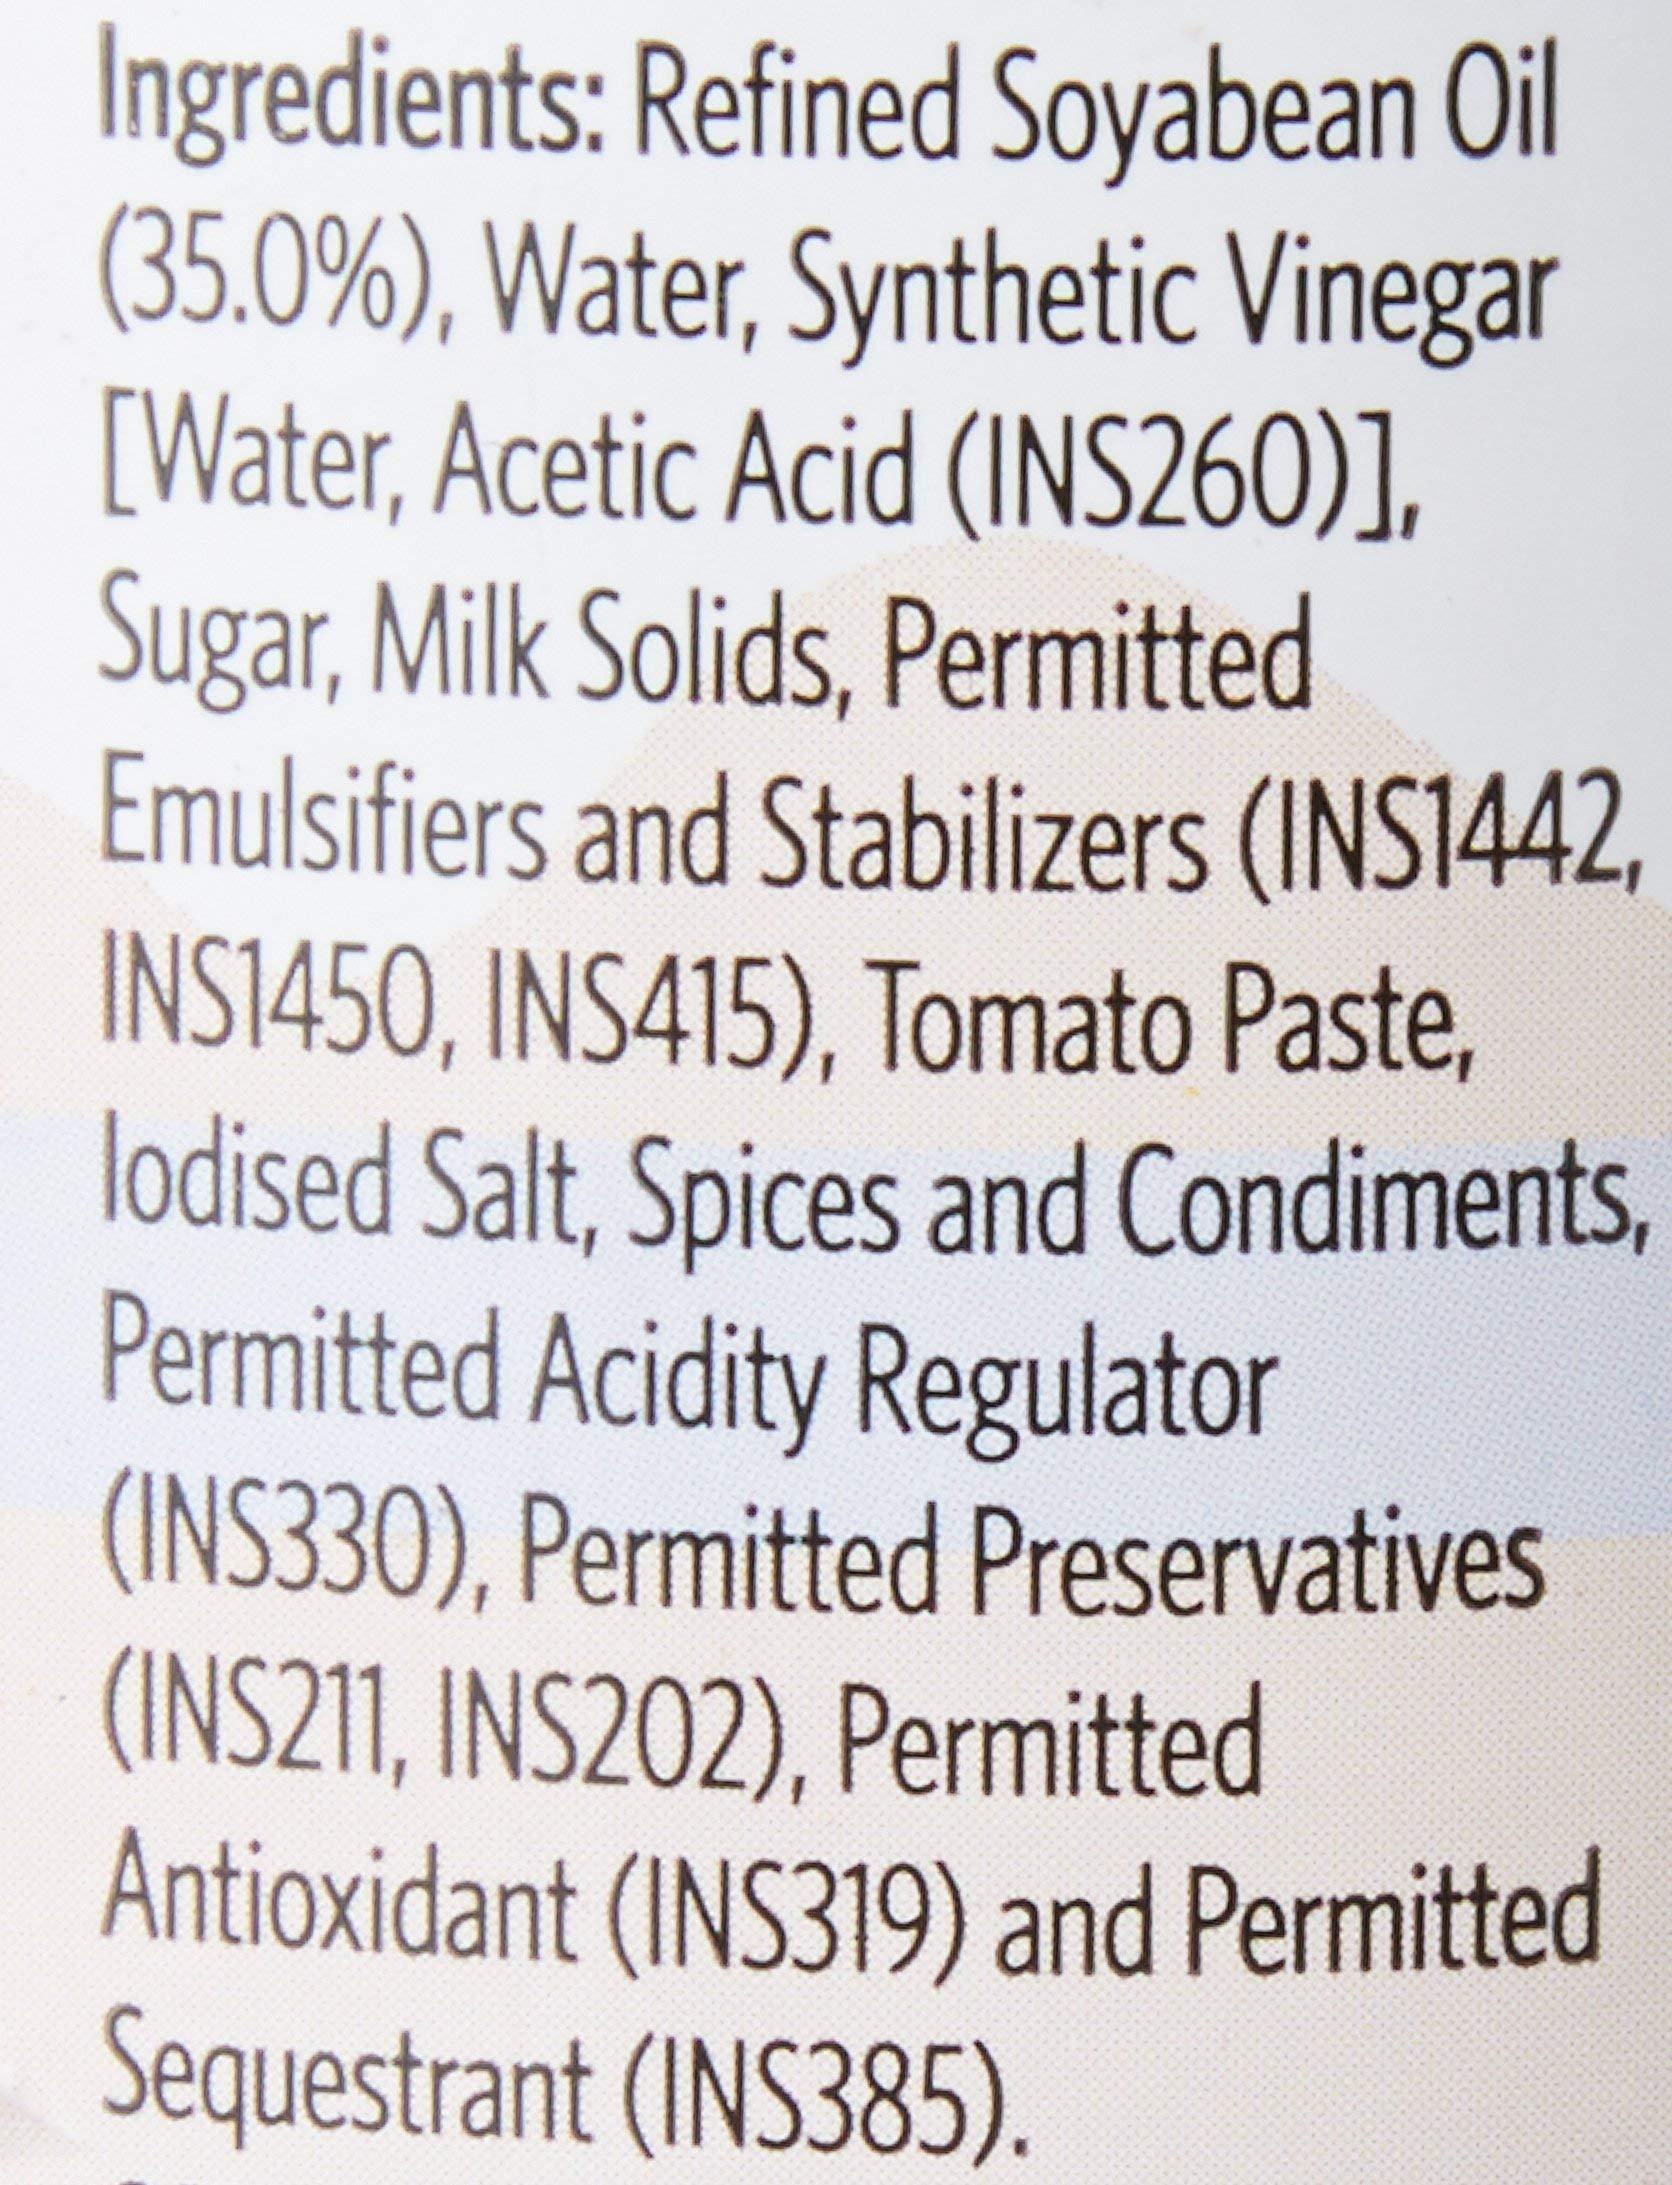 Ingredients: Refined Soyabean Oil
(35.0%), Water, Synthetic Vinegar
[Water, Acetic Acid (INS260)],
Sugar, Milk Solids, Permitted
Emulsifiers and Stabilizers (INS1442,
INS1450, INS415), Tomato Paste,
Iodised Salt, Spices and Condiments,
Permitted Acidity Regulator
(INS330), Permitted Preservatives
(INS211, INS202), Permitted
Antioxidant (INS319) and Permitted
Sequestrant (INS385).